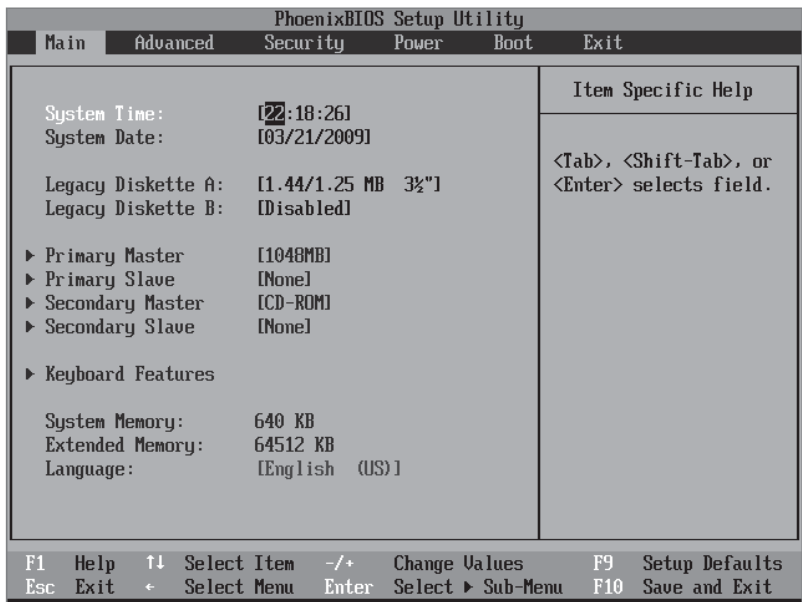 PhoenixBIOS Setup Utility
Main Advanced Security Power Boot Exit
System Time: [22:18:26]
System Date: [03/21/2009]
Legacy Diskette A: [1.44/1.25 MB 3½"]
Legacy Diskette B: [Disabled]
▶ Primary Master [1048MB]
▶ Primary Slave [None]
▶ Secondary Master [CD-ROM]
▶ Secondary Slave [None]
▶ Keyboard Features
System Memory: 640 KB
Extended Memory: 64512 KB
Language: [English (US)]
Item Specific Help
<Tab>, <Shift-Tab>, or
<Enter> selects field.
F1 Help ↑↓ Select Item -/+ Change Values F9 Setup Defaults
Esc Exit ← Select Menu Enter Select ▶ Sub-Menu F10 Save and Exit